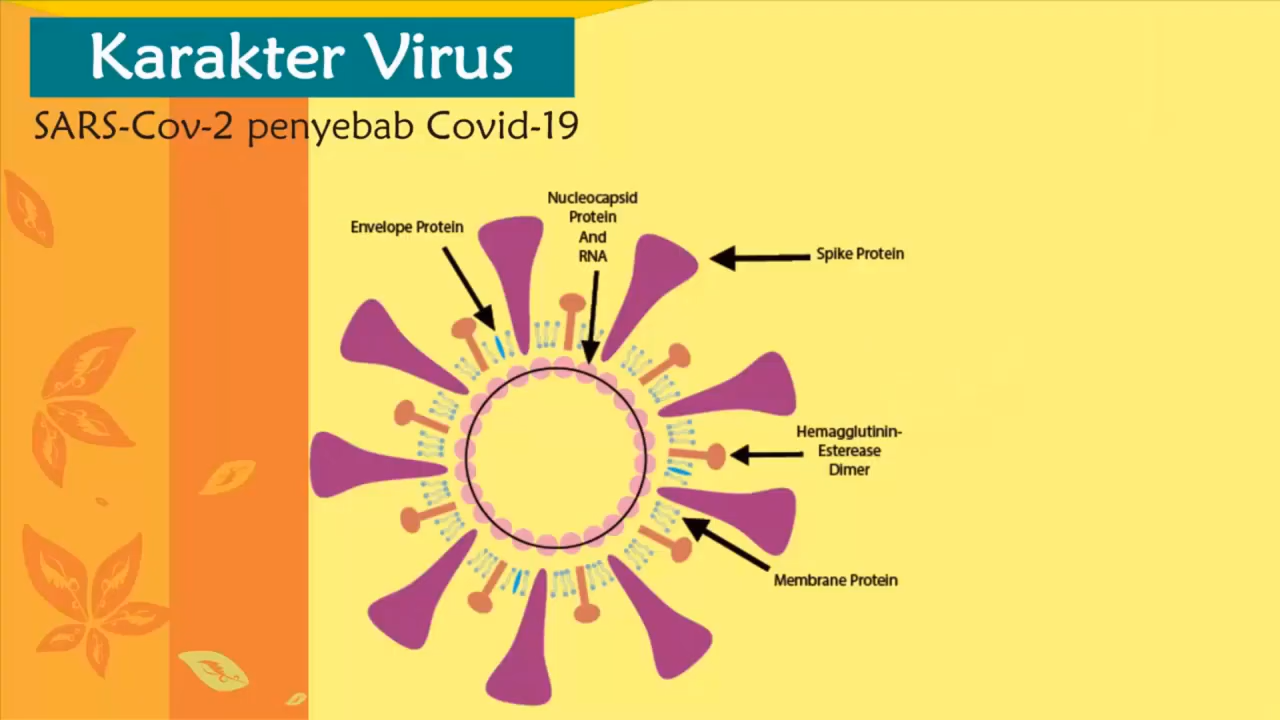 Karakter Virus
SARS-Cov-2 penyebab Covid-19
Nucleocapsid
Protein
And
RNA
Envelope Protein
Spike Protein
Hemagglutinin-
Esterease
Dimer
Membrane Protein